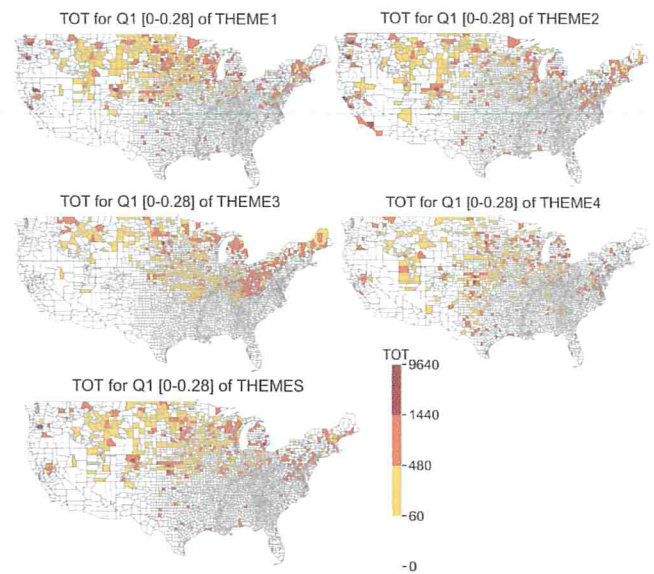 TOT for Q1 [0-0.28] of THEME1
TOT for Q1 [0-0.28] of THEME2
TOT for Q1 [0-0.28] of THEME3
TOT for Q1 [0-0.28] of THEME4
TOT for Q1 [0-0.28] of THEMES
TOT
9640
1440
480
60
0